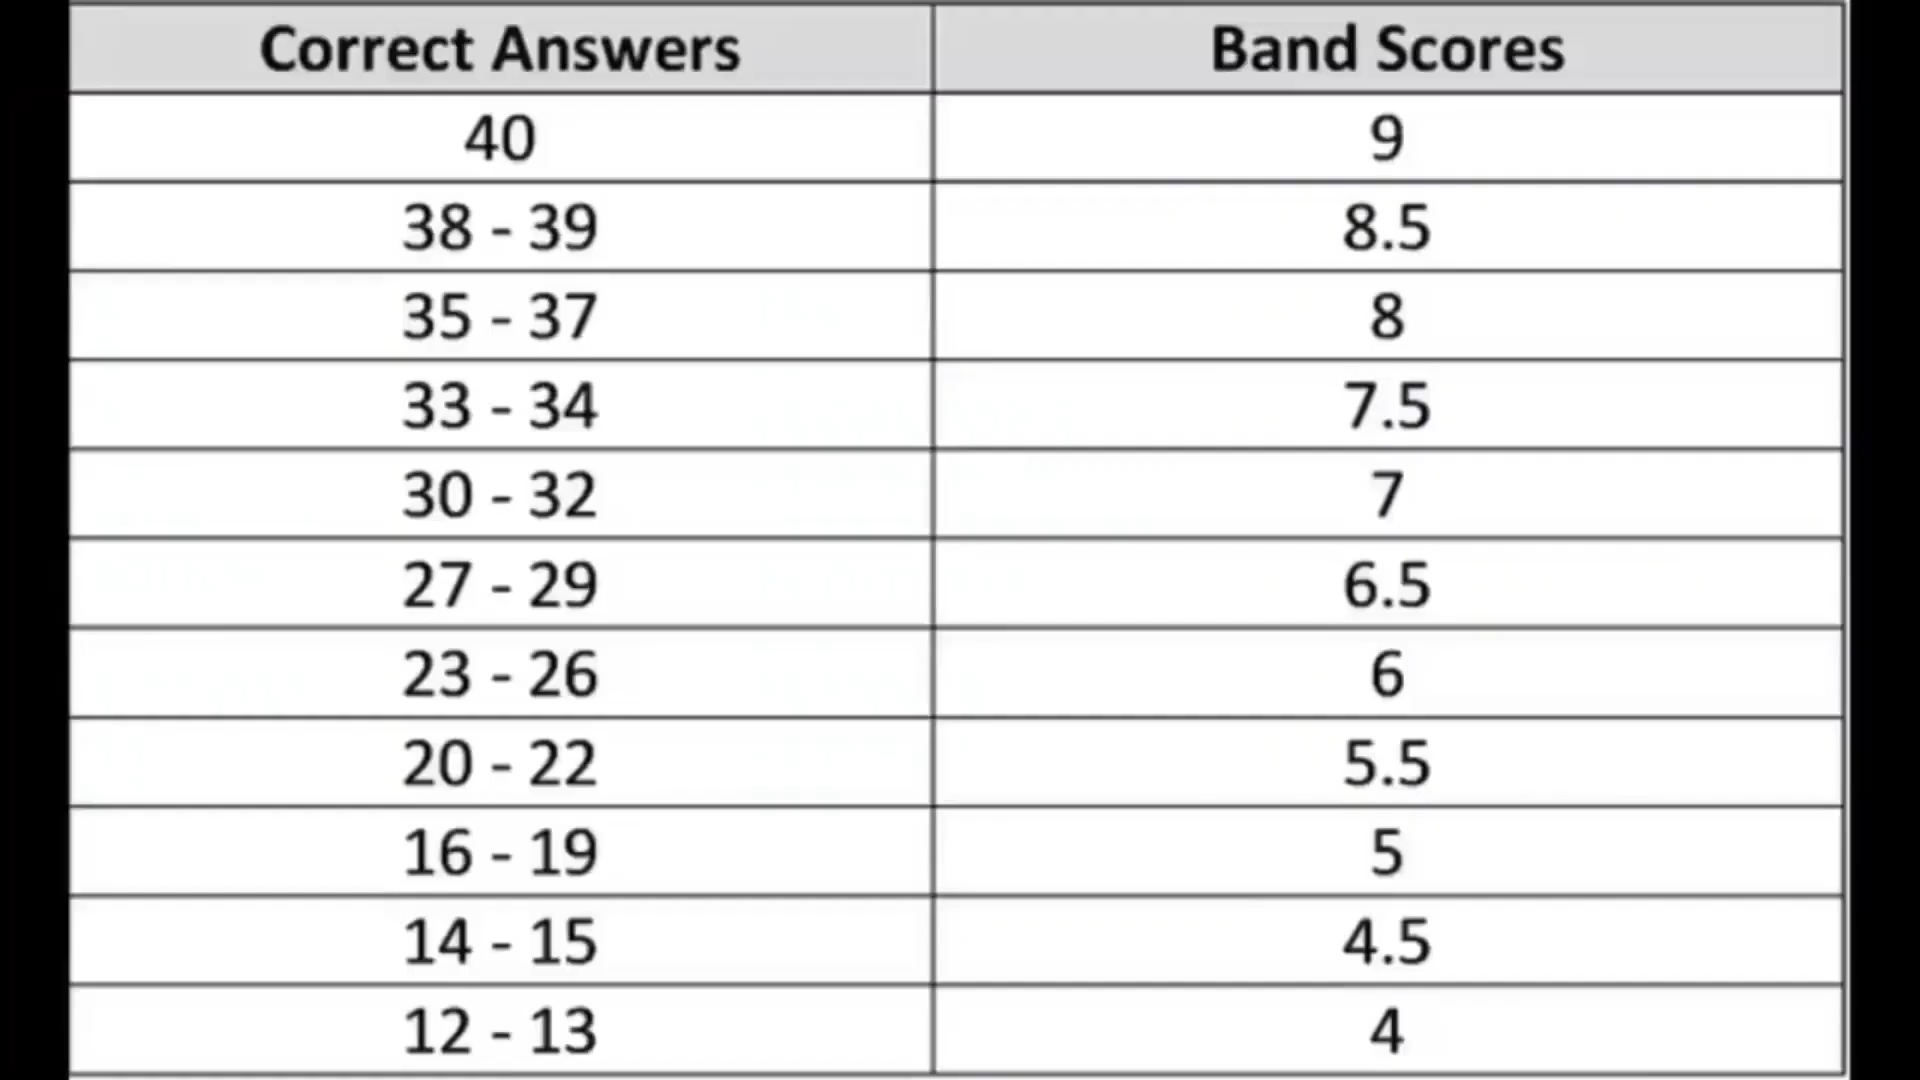 Correct Answers Band Scores
40 9
38 - 39 8.5
35 - 37 8
33 - 34 7.5
30 - 32 7
27 - 29 6.5
23 - 26 6
20 - 22 5.5
16 - 19 5
14 - 15 4.5
12 - 13 4